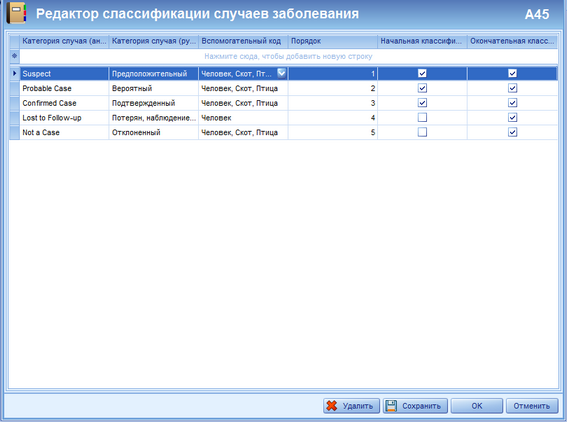 Редактор классификации случаев заболевания A45
Категория случая (ан... Категория случая (ру... Вспомогательный код Порядок Начальная классифи... Окончательная класс...
Нажмите сюда, чтобы добавить новую строку
Suspect Предположительный Человек, Скот, Пт... 1
Probable Case Вероятный Человек, Скот, Птица 2
Confirmed Case Подтвержденный Человек, Скот, Птица 3
Lost to Follow-up Потерян, наблюдение... Человек 4
Not a Case Отклоненный Человек, Скот, Птица 5
Удалить Сохранить OK Отменить